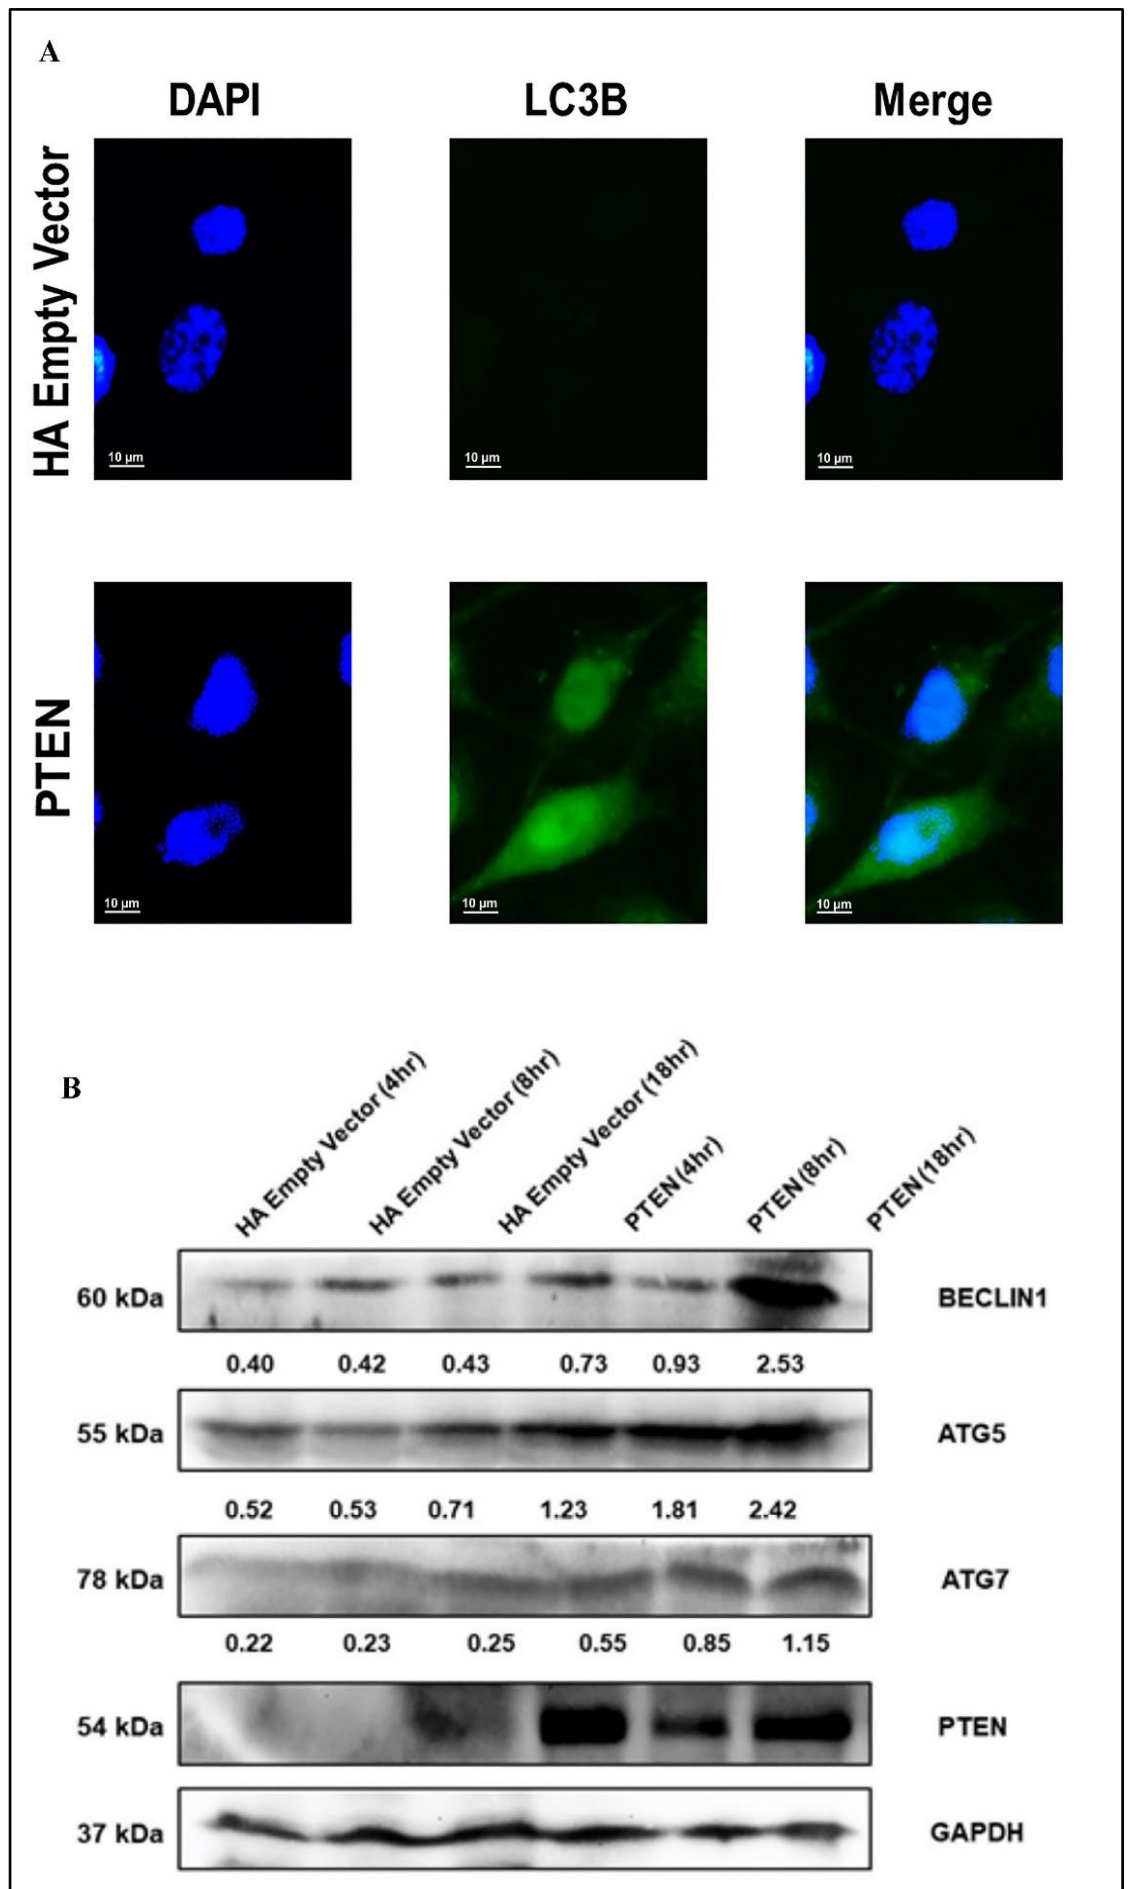 A
DAPI LC3B Merge
HA Empty Vector
10 µm 10 µm 10 µm
PTEN
10 µm 10 µm 10 µm
B
HA Empty Vector (4hr) HA Empty Vector (8hr) HA Empty Vector (18hr) PTEN (4hr) PTEN (8hr) PTEN (18hr)
60 kDa BECLIN1
0.40 0.42 0.43 0.73 0.93 2.53
55 kDa ATG5
0.52 0.53 0.71 1.23 1.81 2.42
78 kDa ATG7
0.22 0.23 0.25 0.55 0.85 1.15
54 kDa PTEN
37 kDa GAPDH